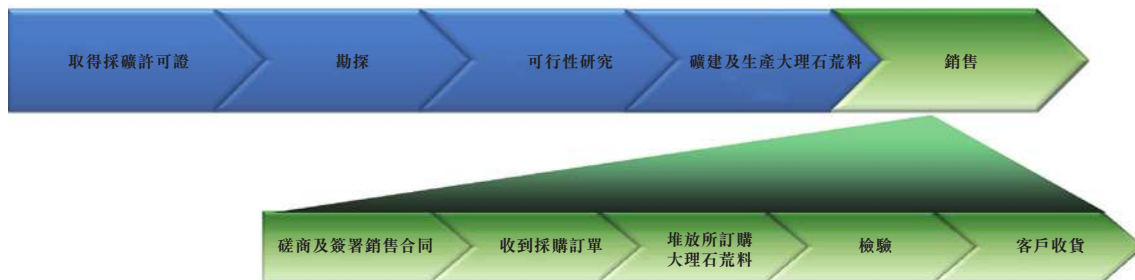 取得採礦許可證
勘探
可行性研究
礦建及生產大理石荒料
銷售
磋商及簽署銷售合同
收到採購訂單
堆放所訂購
大理石荒料
檢驗
客戶收貨